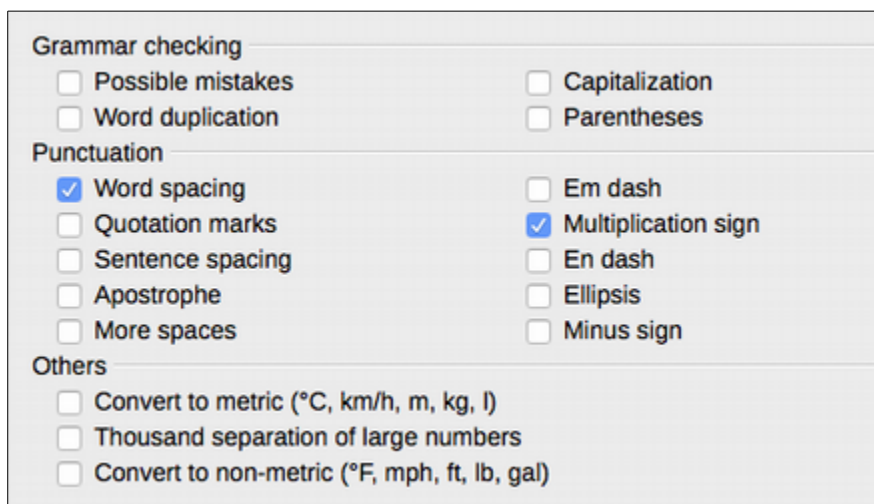 Grammar checking
Possible mistakes
Capitalization
Word duplication
Parentheses
Punctuation
Word spacing
Em dash
Quotation marks
Multiplication sign
Sentence spacing
En dash
Apostrophe
Ellipsis
More spaces
Minus sign
Others
Convert to metric (°C, km/h, m, kg, l)
Thousand separation of large numbers
Convert to non-metric (°F, mph, ft, lb, gal)